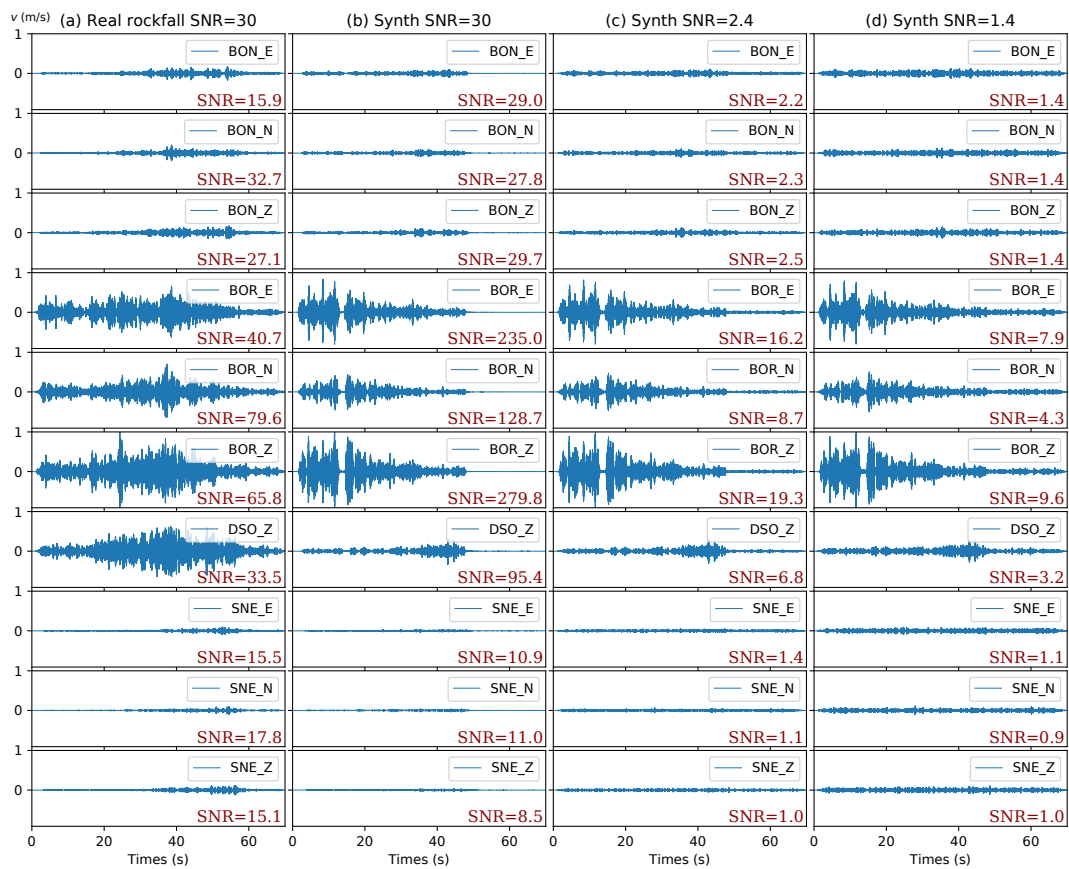 v (m/s)
(a) Real rockfall SNR=30 (b) Synth SNR=30 (c) Synth SNR=2.4 (d) Synth SNR=1.4
1 BON_E BON_E BON_E BON_E
0
SNR=15.9 SNR=29.0 SNR=2.2 SNR=1.4
1 BON_N BON_N BON_N BON_N
0
SNR=32.7 SNR=27.8 SNR=2.3 SNR=1.4
1 BON_Z BON_Z BON_Z BON_Z
0
SNR=27.1 SNR=29.7 SNR=2.5 SNR=1.4
1 BOR_E BOR_E BOR_E BOR_E
0
SNR=40.7 SNR=235.0 SNR=16.2 SNR=7.9
1 BOR_N BOR_N BOR_N BOR_N
0
SNR=79.6 SNR=128.7 SNR=8.7 SNR=4.3
1 BOR_Z BOR_Z BOR_Z BOR_Z
0
SNR=65.8 SNR=279.8 SNR=19.3 SNR=9.6
1 DSO_Z DSO_Z DSO_Z DSO_Z
0
SNR=33.5 SNR=95.4 SNR=6.8 SNR=3.2
1 SNE_E SNE_E SNE_E SNE_E
0
SNR=15.5 SNR=10.9 SNR=1.4 SNR=1.1
1 SNE_N SNE_N SNE_N SNE_N
0
SNR=17.8 SNR=11.0 SNR=1.1 SNR=0.9
1 SNE_Z SNE_Z SNE_Z SNE_Z
0
SNR=15.1 SNR=8.5 SNR=1.0 SNR=1.0
0 20 40 60 0 20 40 60 0 20 40 60 0 20 40 60
Times (s) Times (s) Times (s) Times (s)